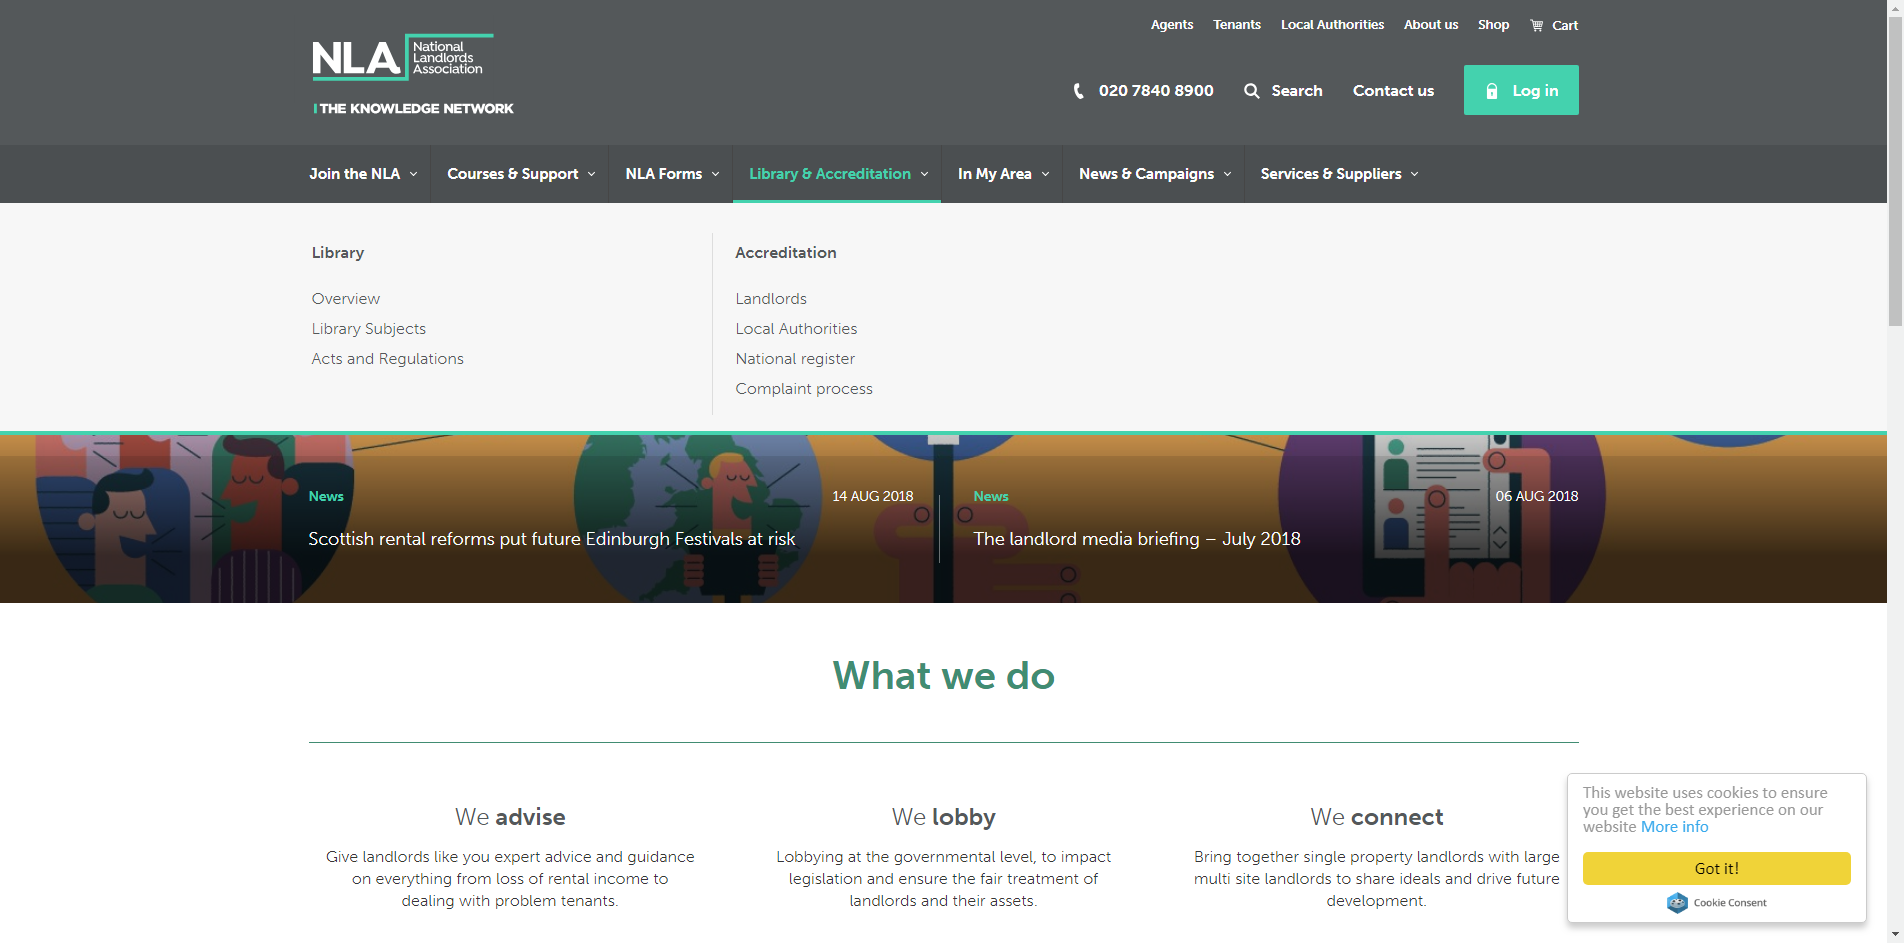 Agents Tenants Local Authorities About us Shop Cart
NLA National
Landlords
Association
THE KNOWLEDGE NETWORK
020 7840 8900 Search Contact us Log in
Join the NLA Courses & Support NLA Forms Library & Accreditation In My Area News & Campaigns Services & Suppliers
Library
Overview
Library Subjects
Acts and Regulations
Accreditation
Landlords
Local Authorities
National register
Complaint process
News 14 AUG 2018
Scottish rental reforms put future Edinburgh Festivals at risk
News 06 AUG 2018
The landlord media briefing – July 2018
What we do
We advise
Give landlords like you expert advice and guidance
on everything from loss of rental income to
dealing with problem tenants.
We lobby
Lobbying at the governmental level, to impact
legislation and ensure the fair treatment of
landlords and their assets.
We connect
Bring together single property landlords with large
multi site landlords to share ideals and drive future
development.
This website uses cookies to ensure
you get the best experience on our
website More info
Got it!
Cookie Consent